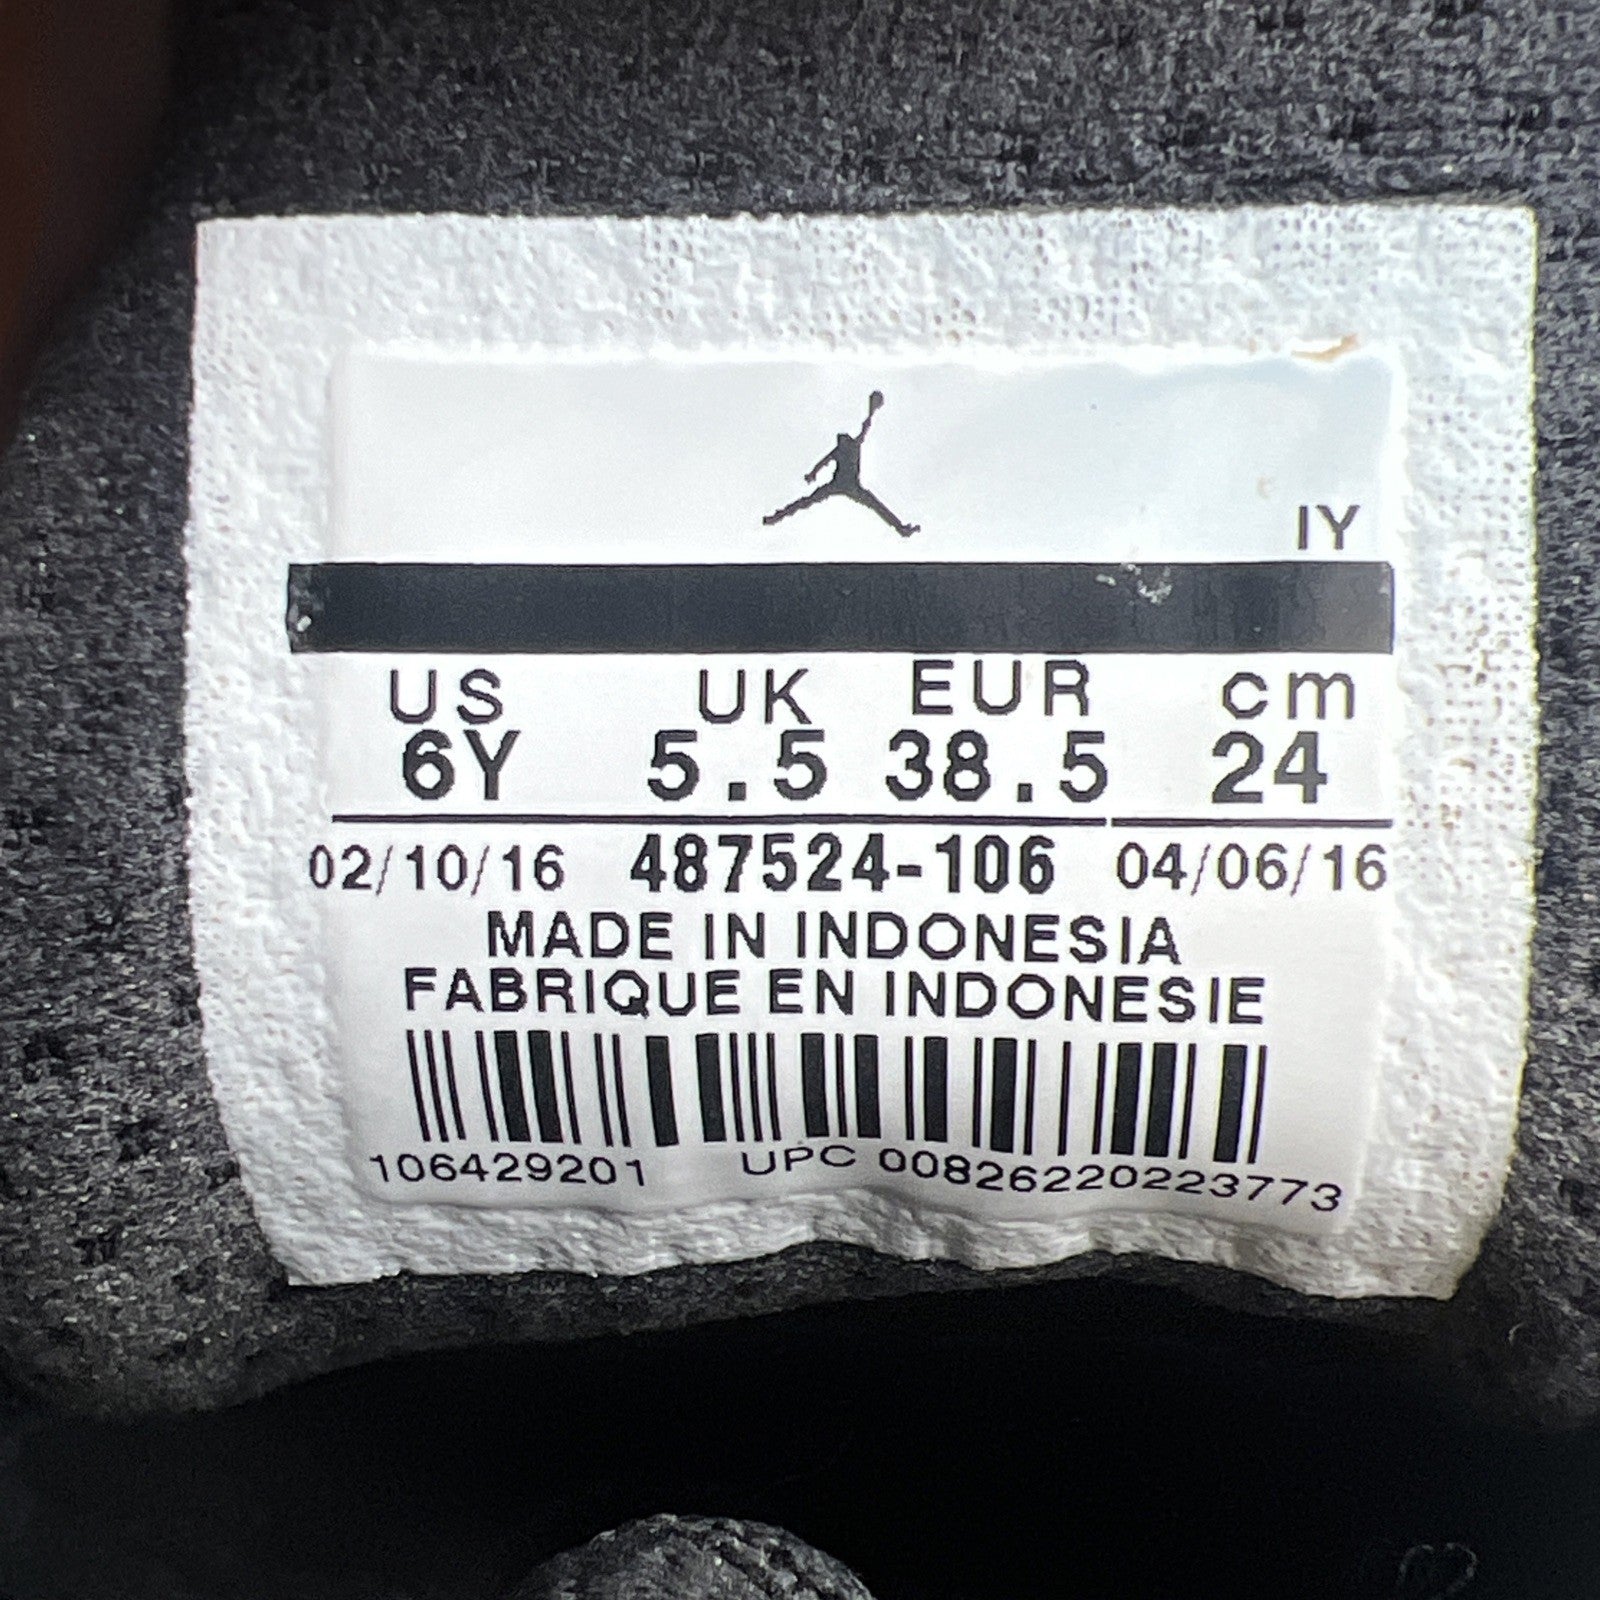 IY
US UK EUR cm
6Y 5.5 38.5 24
02/10/16 487524-106 04/06/16
MADE IN INDONESIA
FABRIQUE EN INDONESIE
106429201 UPC 00826220223773